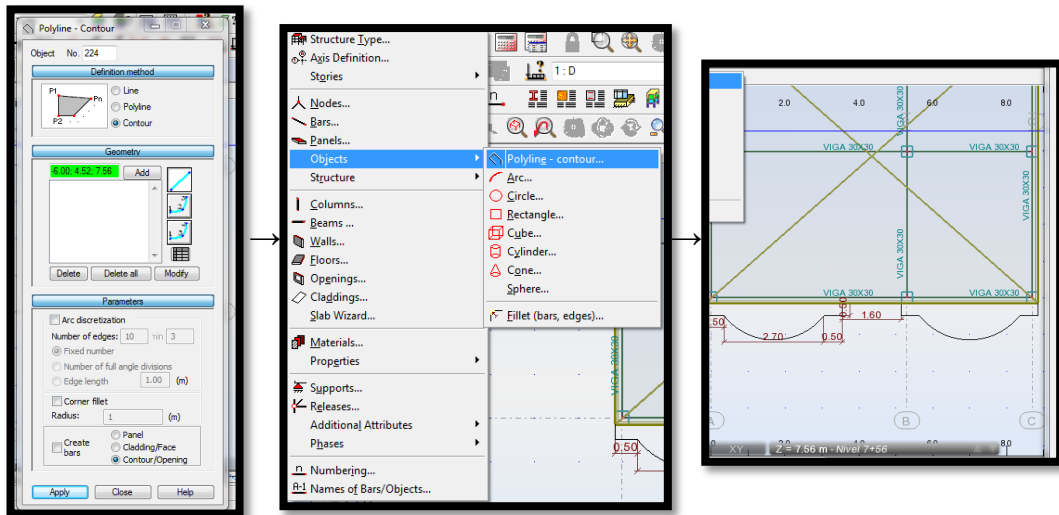 Polyline - Contour
Object No. 224
Definition method
P1
Pn
P2
Line
Polyline
Contour
Geometry
-6.00; 4.52; 7.56
Add
Delete
Delete all
Modify
Parameters
Arc discretization
Number of edges: 10 min 3
Fixed number
Number of full angle divisions
Edge length 1.00 (m)
Corner fillet
Radius: 1 (m)
Create bars
Panel
Cladding/Face
Contour/Opening
Apply
Close
Help
→
Structure Type...
Axis Definition...
Stories
Nodes...
Bars...
Panels...
Objects
Structure
Columns...
Beams ...
Walls...
Floors...
Openings...
Claddings...
Slab Wizard...
Materials...
Properties
Supports...
Releases...
Additional Attributes
Phases
Numbering...
Names of Bars/Objects...
1 : D
Polyline - contour...
Arc...
Circle...
Rectangle...
Cube...
Cylinder...
Cone...
Sphere...
Fillet (bars, edges)...
VIGA 30X30
0.50
→
2.0 4.0 6.0 8.0
VIGA 30X30
VIGA 30X30
VIGA 30X30
VIGA 30X30
VIGA 30X30
VIGA 30X30
VIGA 30X30
0.50
1.60
2.70
0.50
B
C
XY
Z = 7.56 m - Nivel 7+56
8.0